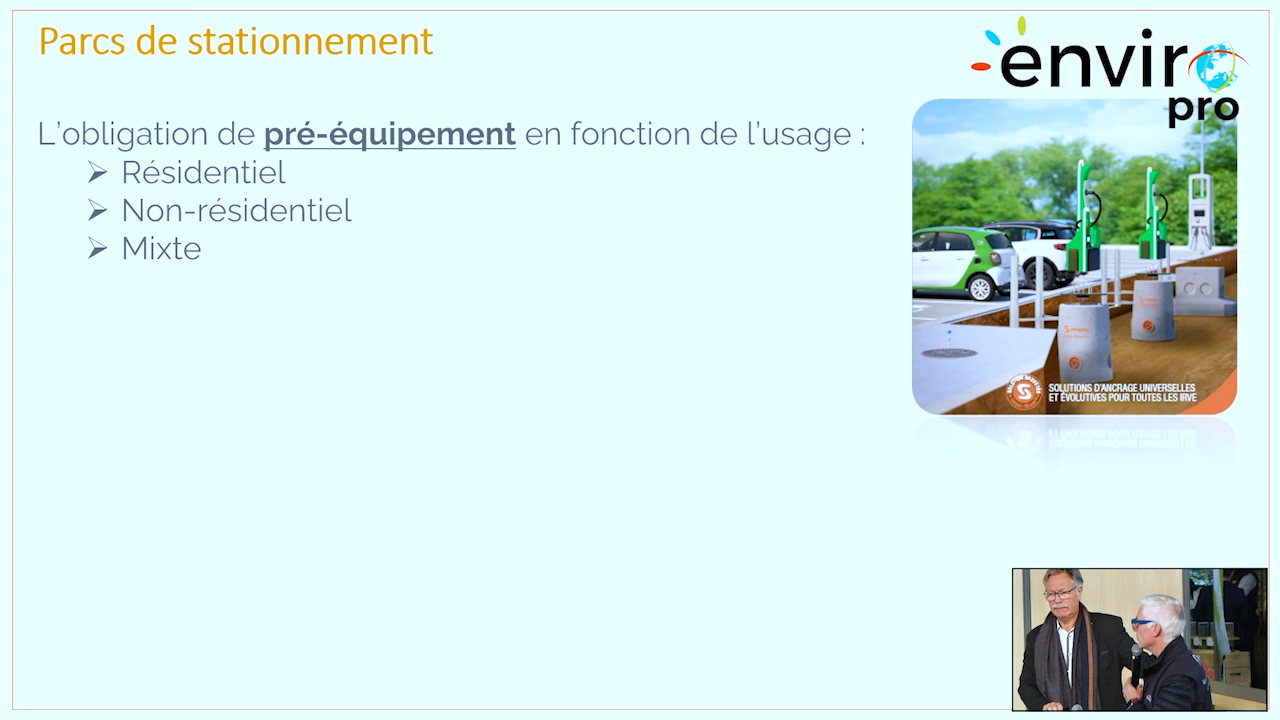 Parcs de stationnement
enviro
pro
L'obligation de pré-équipement en fonction de l'usage :
➢ Résidentiel
➢ Non-résidentiel
➢ Mixte
SOLUTIONS D'ANCRAGE UNIVERSELLES
ET ÉVOLUTIVES POUR TOUTES LES IRVE